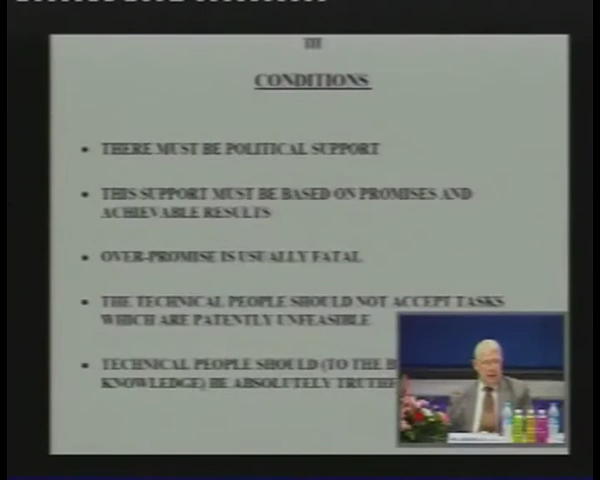 III
CONDITIONS
• THERE MUST BE POLITICAL SUPPORT
• THIS SUPPORT MUST BE BASED ON PROMISES AND
ACHIEVABLE RESULTS
• OVER-PROMISE IS USUALLY FATAL
• THE TECHNICAL PEOPLE SHOULD NOT ACCEPT TASKS
WHICH ARE PATENTLY UNFEASIBLE
• TECHNICAL PEOPLE SHOULD (TO THE B
KNOWLEDGE) BE ABSOLUTELY TRUTHF